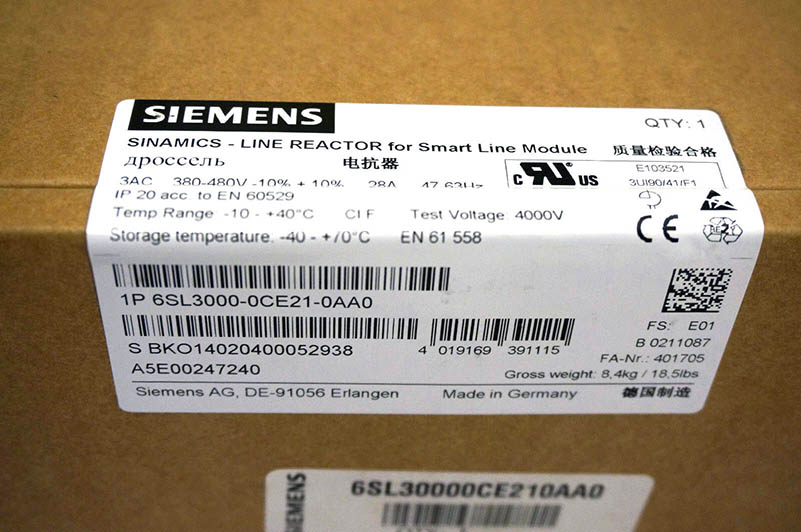 SIEMENS
QTY: 1
SINAMICS - LINE REACTOR for Smart Line Module 质量检验合格
дроссель 电抗器
E103521
3AC 380-480V -10% + 10% 28A 47.63Hz 3UI90/41/F1
c RU US
IP 20 acc. to EN 60529
Temp Range -10 - +40°C Cl F Test Voltage 4000V
CE
Storage temperature: -40 - +70°C EN 61 558
1P 6SL3000-0CE21-0AA0
FS: E01
S BKO14020400052938 4 019169 391115 B 0211087
FA-Nr.: 401705
A5E00247240 Gross weight: 8,4kg / 18,5lbs
Siemens AG, DE-91056 Erlangen Made in Germany 德国制造
SIEMENS
6SL30000CE210AA0